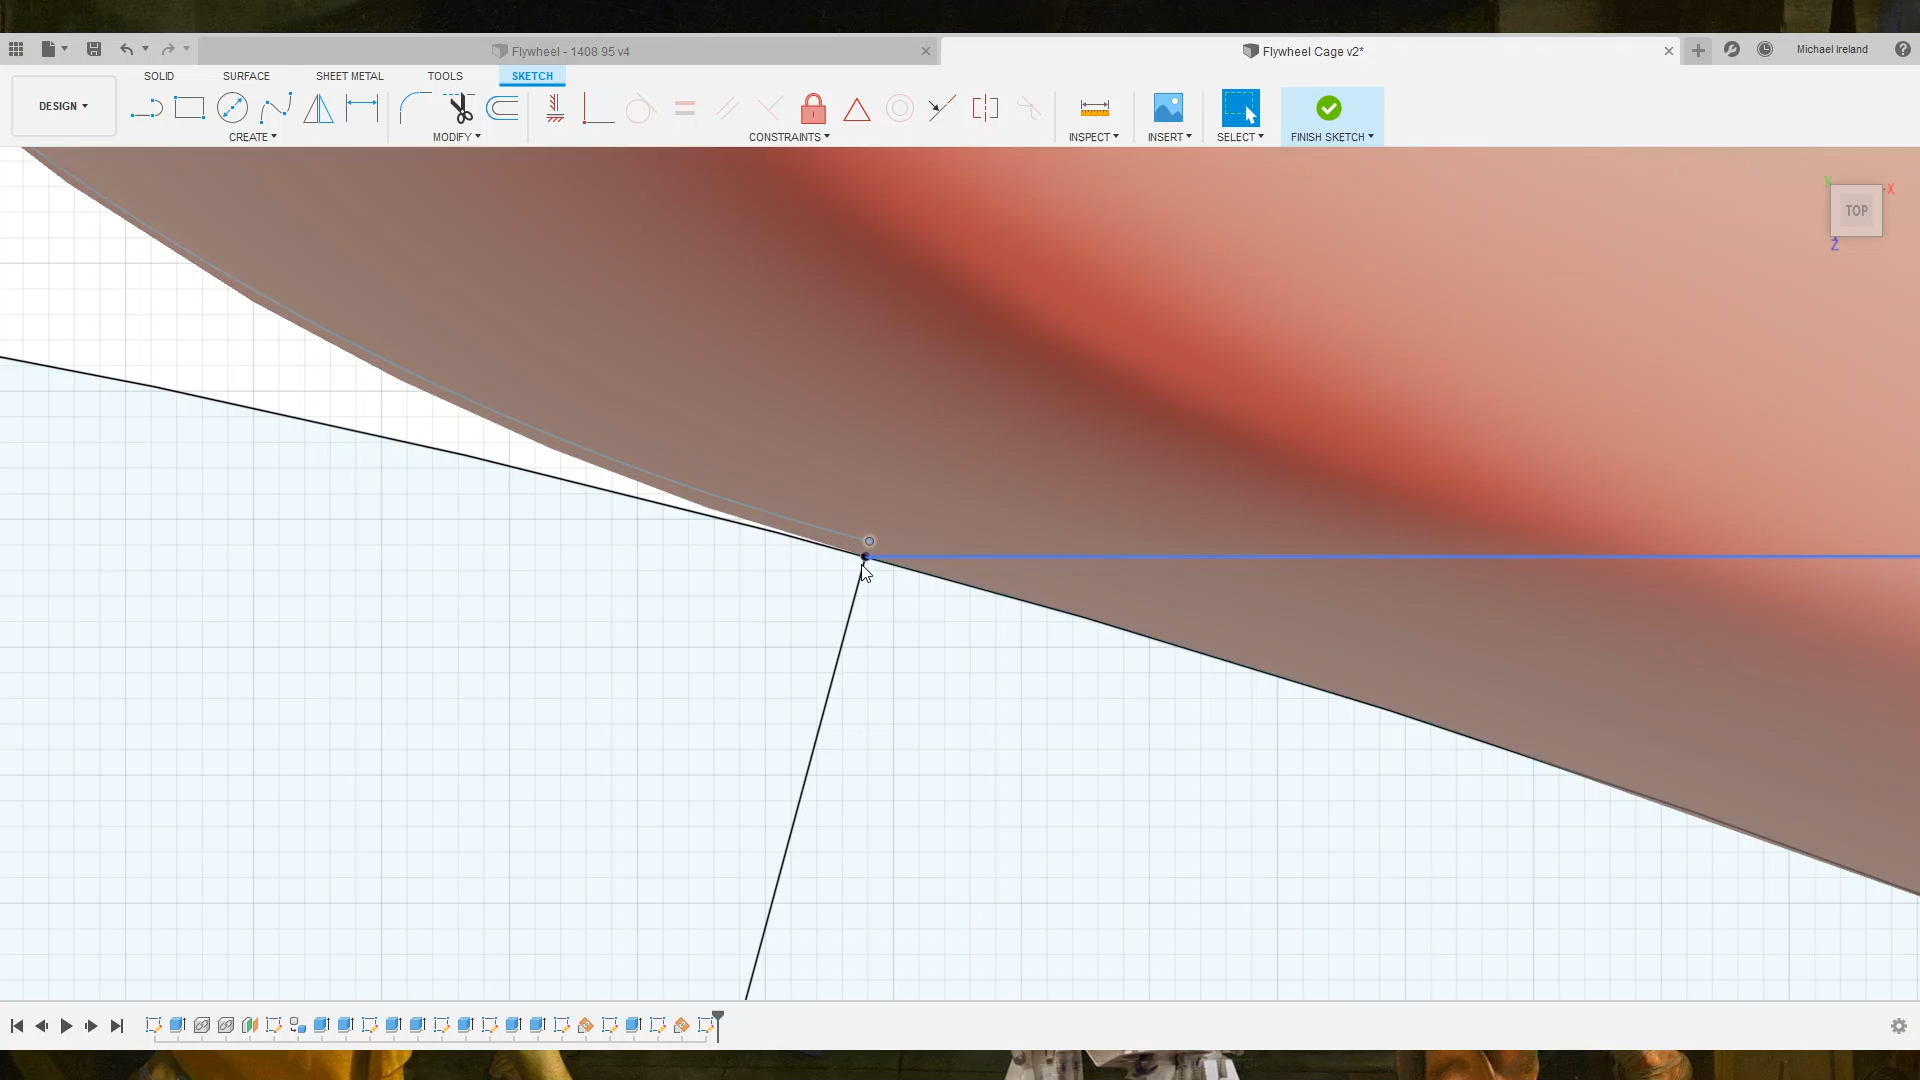 Flywheel - 1408 95 v4
Flywheel Cage v2*
Michael Ireland
SOLID
SURFACE
SHEET METAL
TOOLS
SKETCH
DESIGN
CREATE
MODIFY
CONSTRAINTS
INSPECT
INSERT
SELECT
FINISH SKETCH
X
TOP
Z